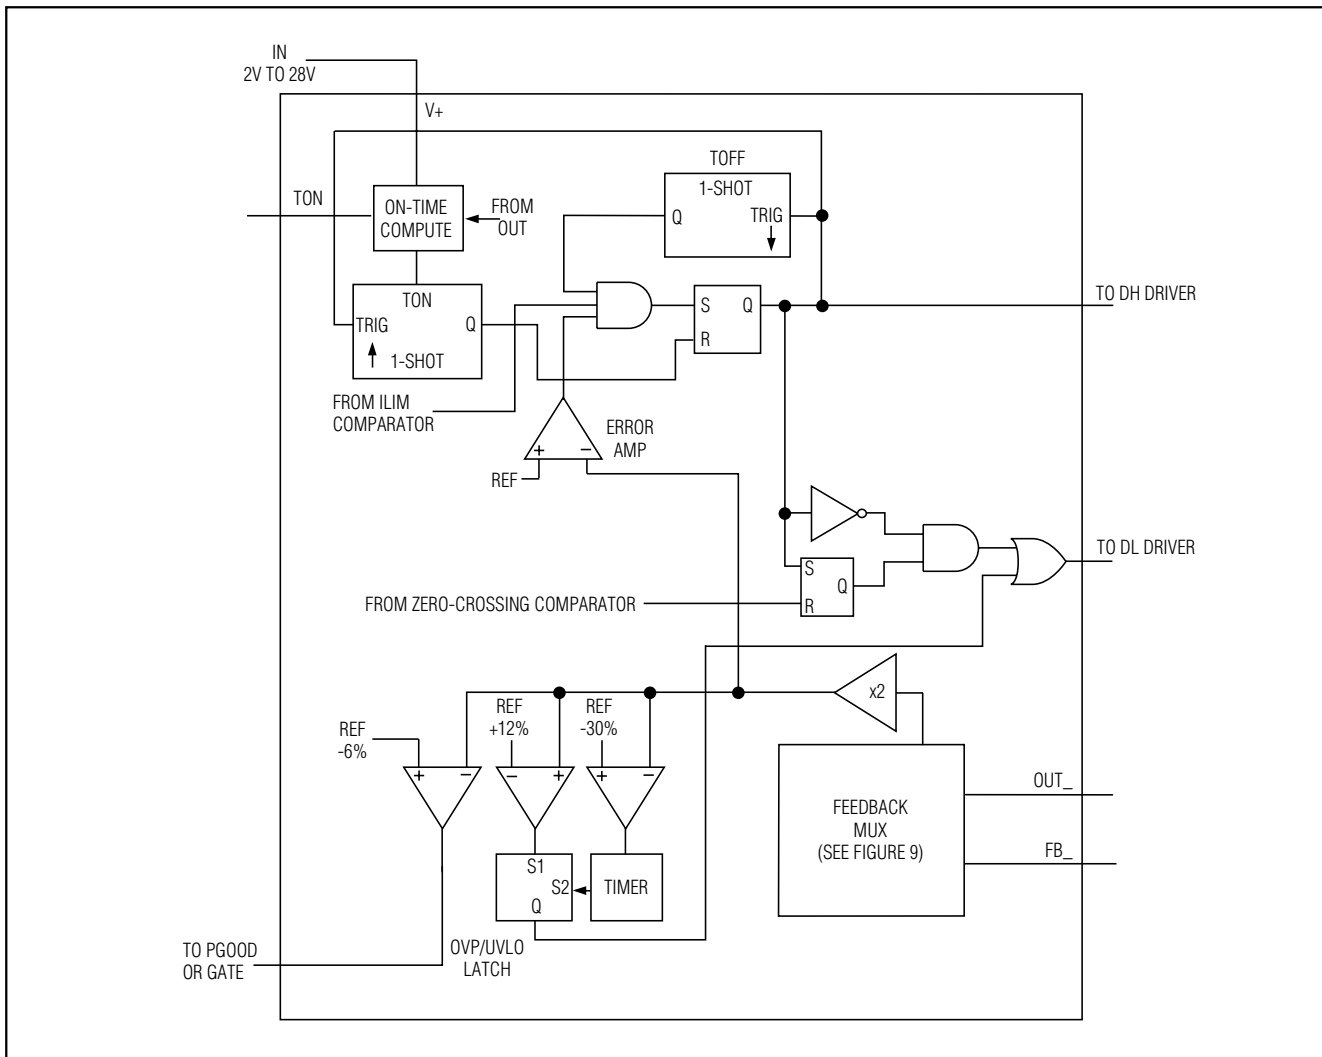 IN
2V TO 28V
V+
TOFF
1-SHOT
Q
TRIG
TON
ON-TIME
COMPUTE
FROM
OUT
TON
TRIG
Q
1-SHOT
S
Q
R
TO DH DRIVER
FROM ILIM
COMPARATOR
ERROR
AMP
+
−
REF
TO DL DRIVER
S
Q
R
FROM ZERO-CROSSING COMPARATOR
x2
REF
-6%
REF
+12%
REF
-30%
+
−
−
+
+
−
FEEDBACK
MUX
(SEE FIGURE 9)
OUT_
FB_
S1
S2
Q
TIMER
OVP/UVLO
LATCH
TO PGOOD
OR GATE